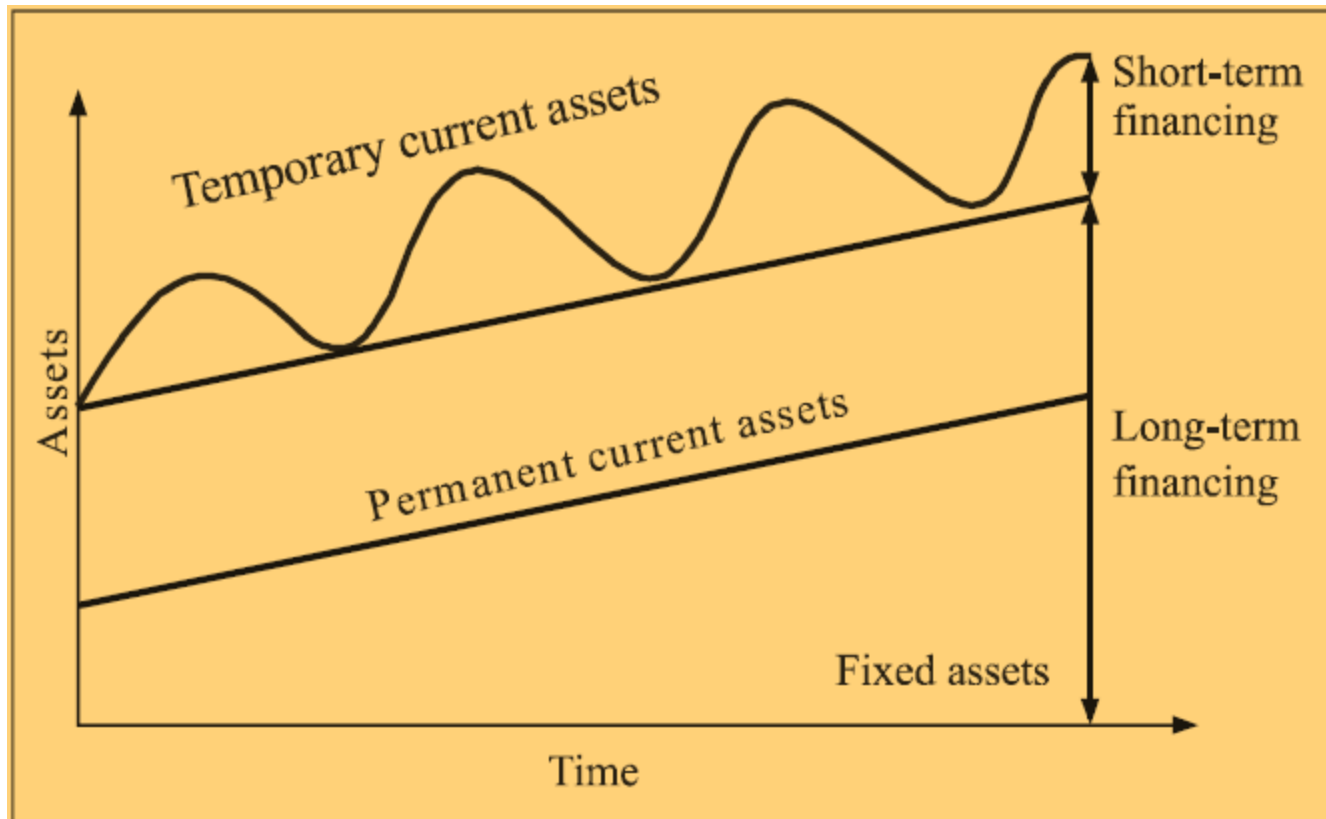 Short-term
financing
Temporary current assets
Assets
Permanent current assets
Long-term
financing
Fixed assets
Time